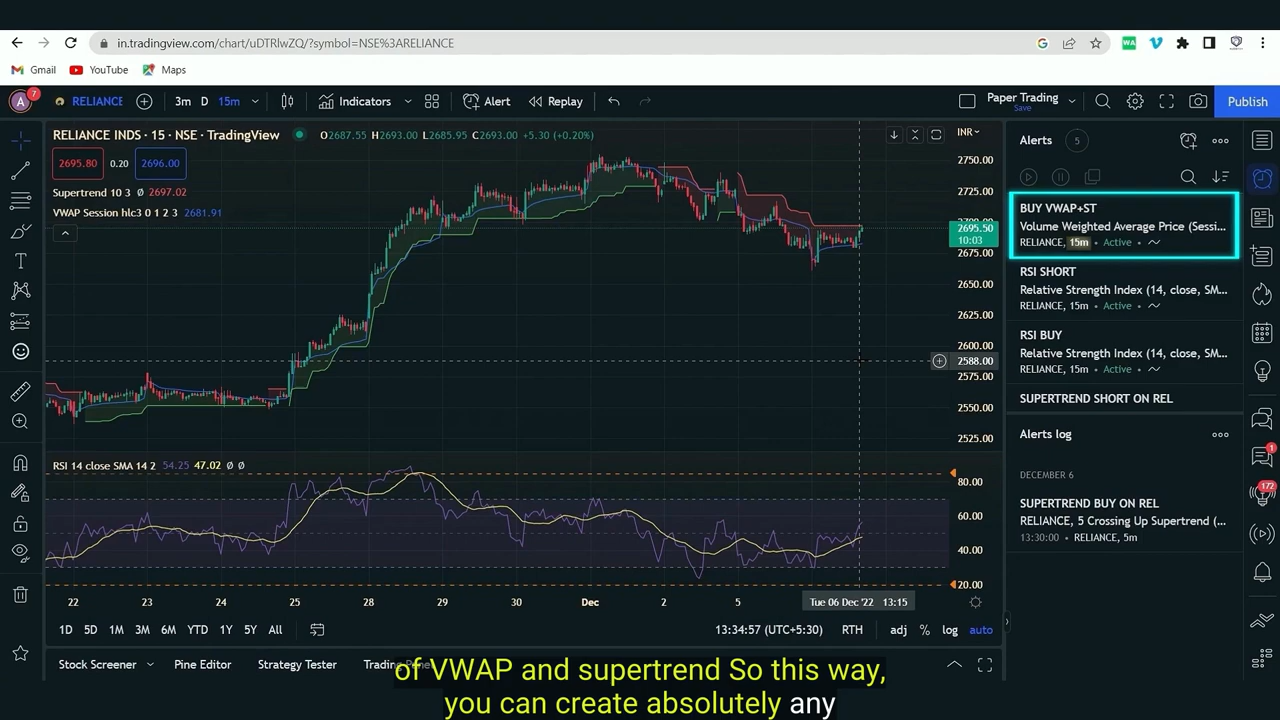 in.tradingview.com/chart/uDTRlwZQ/?symbol=NSE%3ARELIANCE
WA
Gmail YouTube Maps
A 7 RELIANCE 3m D 15m Indicators Alert Replay Paper Trading Save Publish
RELIANCE INDS · 15 · NSE · TradingView O2687.55 H2693.00 L2685.95 C2693.00 +5.30 (+0.20%) INR
2695.80 0.20 2696.00
Supertrend 10 3 Ø 2697.02
VWAP Session hlc3 0 1 2 3 2681.91
2750.00
2725.00
2700.00
2695.50
10:03
2675.00
2650.00
2625.00
2600.00
2588.00
2575.00
2550.00
2525.00
RSI 14 close SMA 14 2 54.25 47.02 Ø Ø
80.00
60.00
40.00
20.00
22 23 24 25 28 29 30 Dec 2 5 Tue 06 Dec '22 13:15
1D 5D 1M 3M 6M YTD 1Y 5Y All 13:34:57 (UTC+5:30) RTH adj % log auto
Stock Screener Pine Editor Strategy Tester Trading Pan
Alerts 5
BUY VWAP+ST
Volume Weighted Average Price (Sessi...
RELIANCE, 15m • Active •
RSI SHORT
Relative Strength Index (14, close, SM...
RELIANCE, 15m • Active •
RSI BUY
Relative Strength Index (14, close, SM...
RELIANCE, 15m • Active •
SUPERTREND SHORT ON REL
Alerts log
DECEMBER 6
SUPERTREND BUY ON REL
RELIANCE, 5 Crossing Up Supertrend (...
13:30:00 • RELIANCE, 5m
1
172
of VWAP and supertrend So this way,
you can create absolutely any